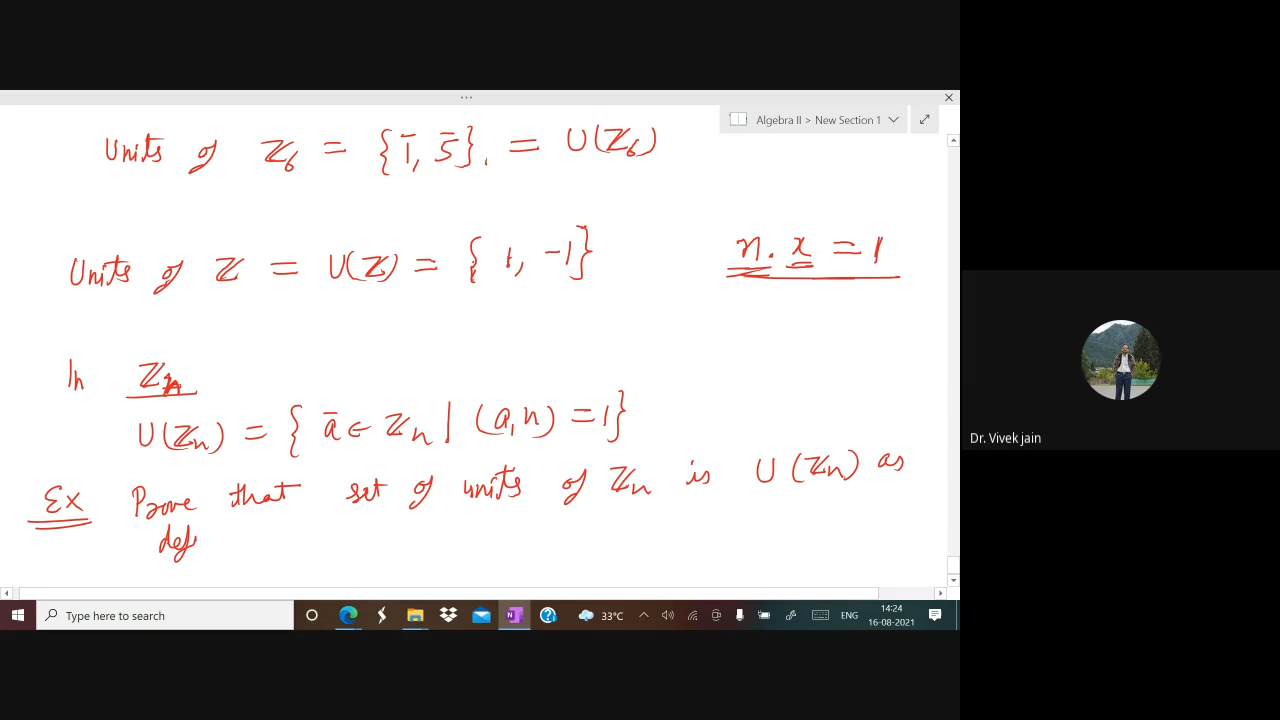 Algebra II > New Section 1
Units of ℤ₆ = {1̄, 5̄}. = U(ℤ₆)
Units of ℤ = U(ℤ) = {1, -1}
n. x = 1
In ℤn
U(ℤn) = {ā ∈ ℤn | (a, n) = 1}
Ex Prove that set of units of ℤn is U(ℤn) as
def
Dr. Vivek jain
Type here to search
33°C
ENG
14:24
16-08-2021